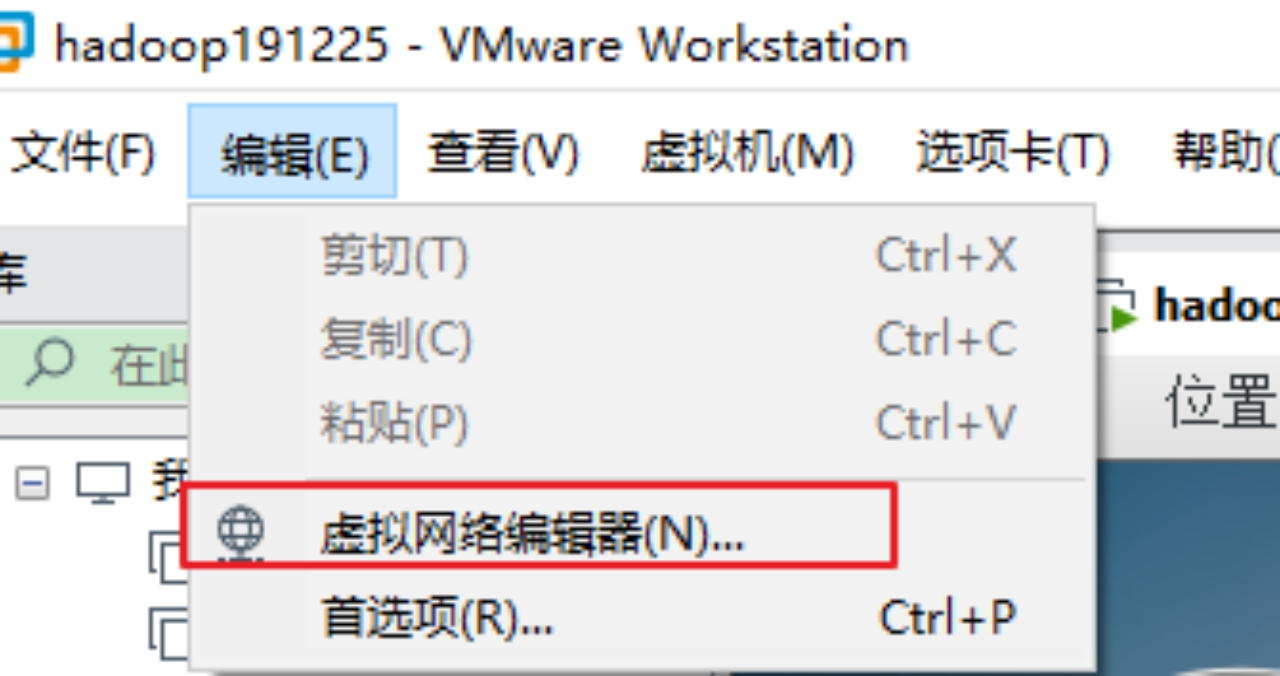 hadoop191225 - VMware Workstation
文件(F) 编辑(E) 查看(V) 虚拟机(M) 选项卡(T) 帮助(
库
剪切(T) Ctrl+X
hadoo
复制(C) Ctrl+C
在此
位置
粘贴(P) Ctrl+V
我
虚拟网络编辑器(N)...
首选项(R)... Ctrl+P